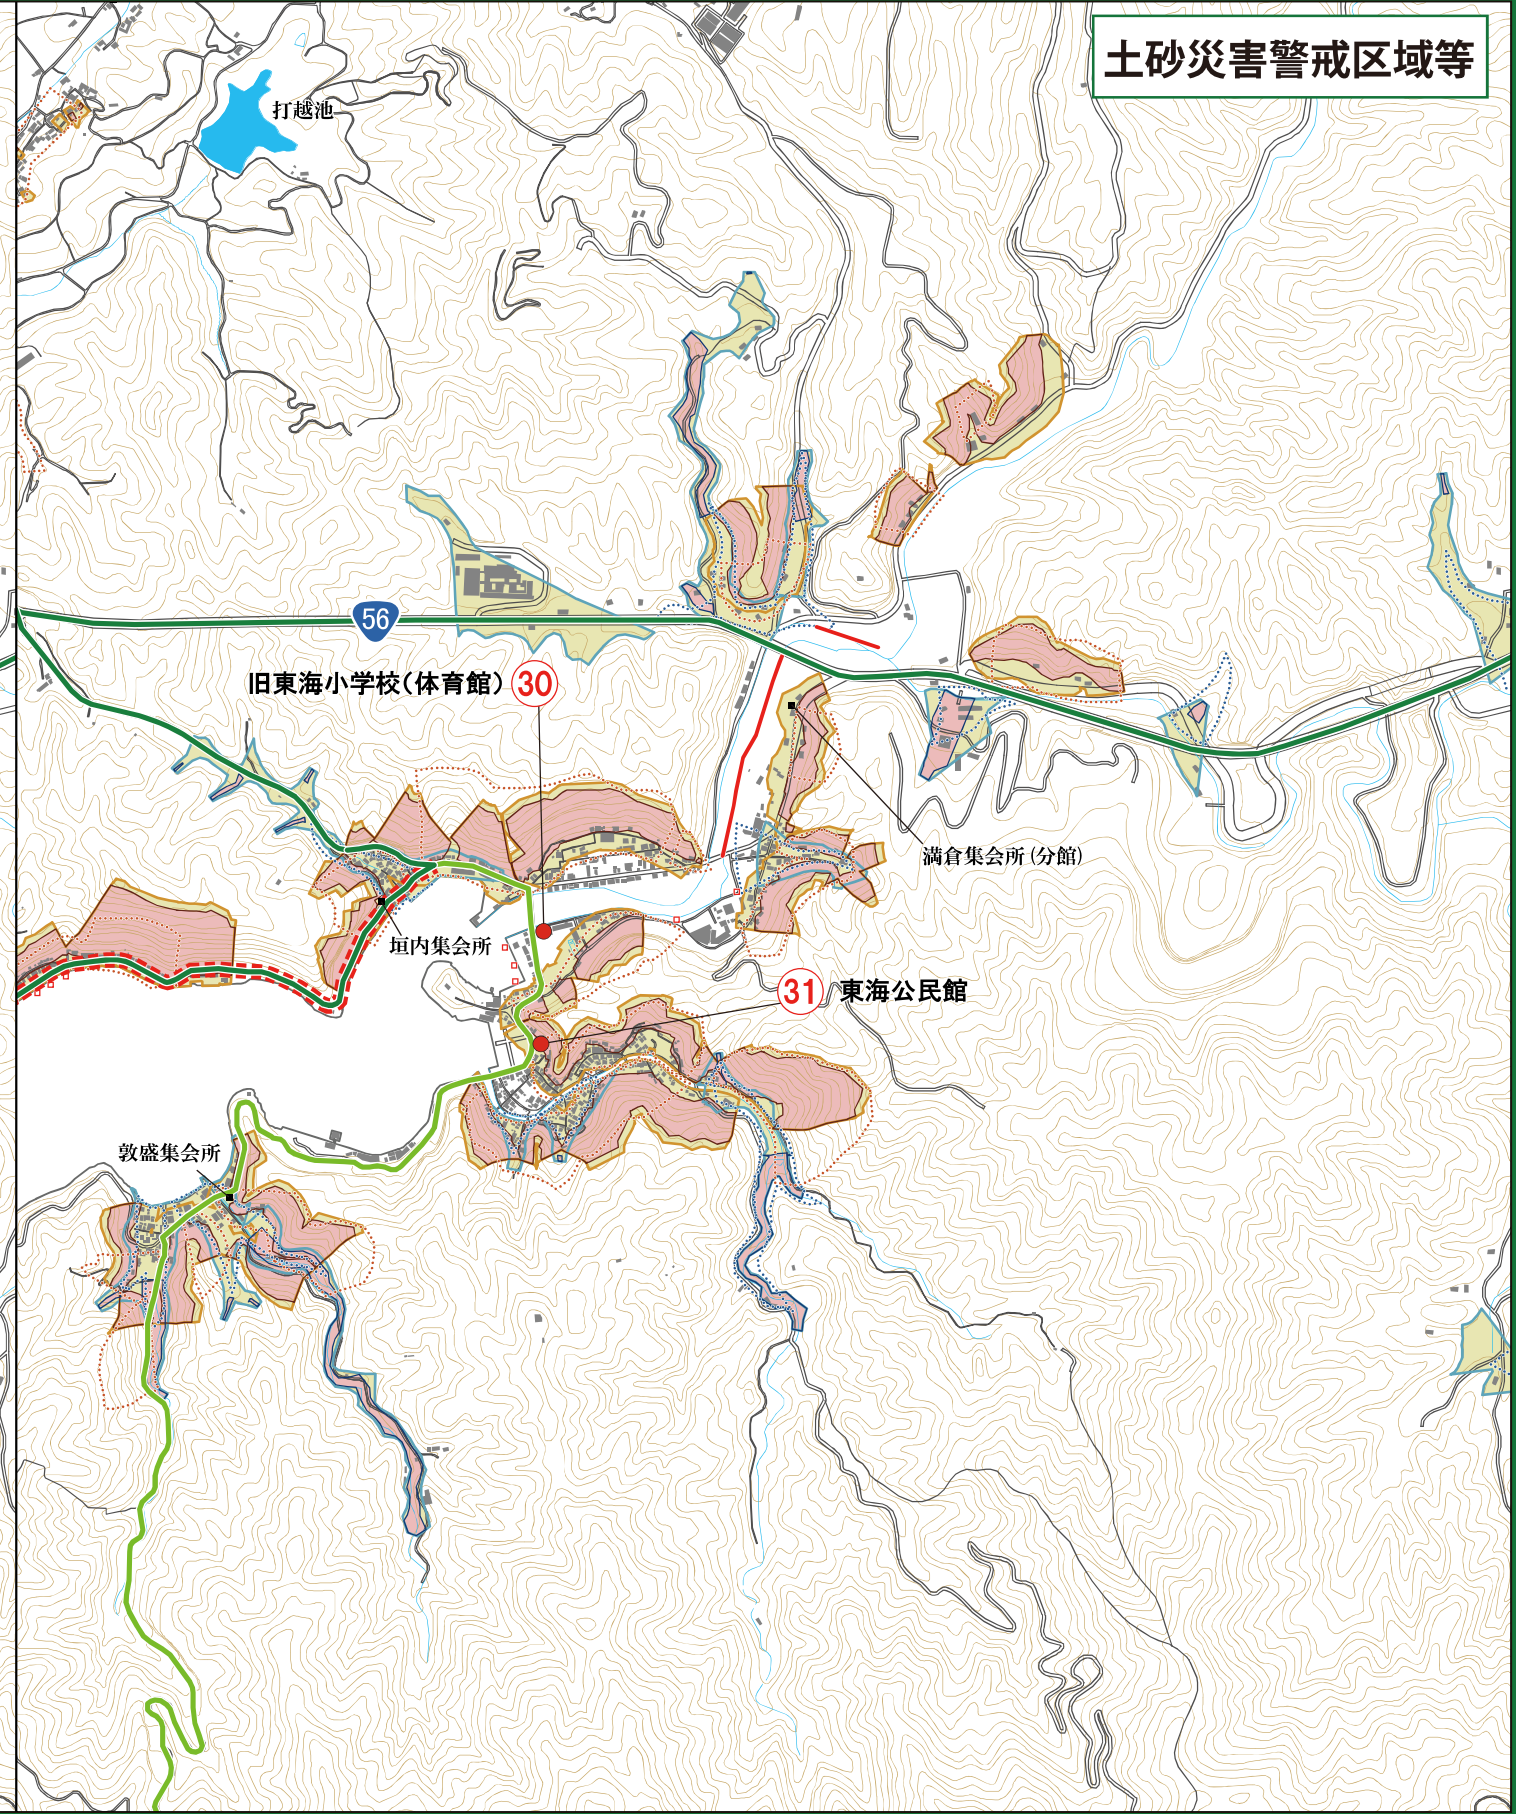 土砂災害警戒区域等
打越池
56
旧東海小学校（体育館）
30
満倉集会所（分館）
垣内集会所
31
東海公民館
敦盛集会所